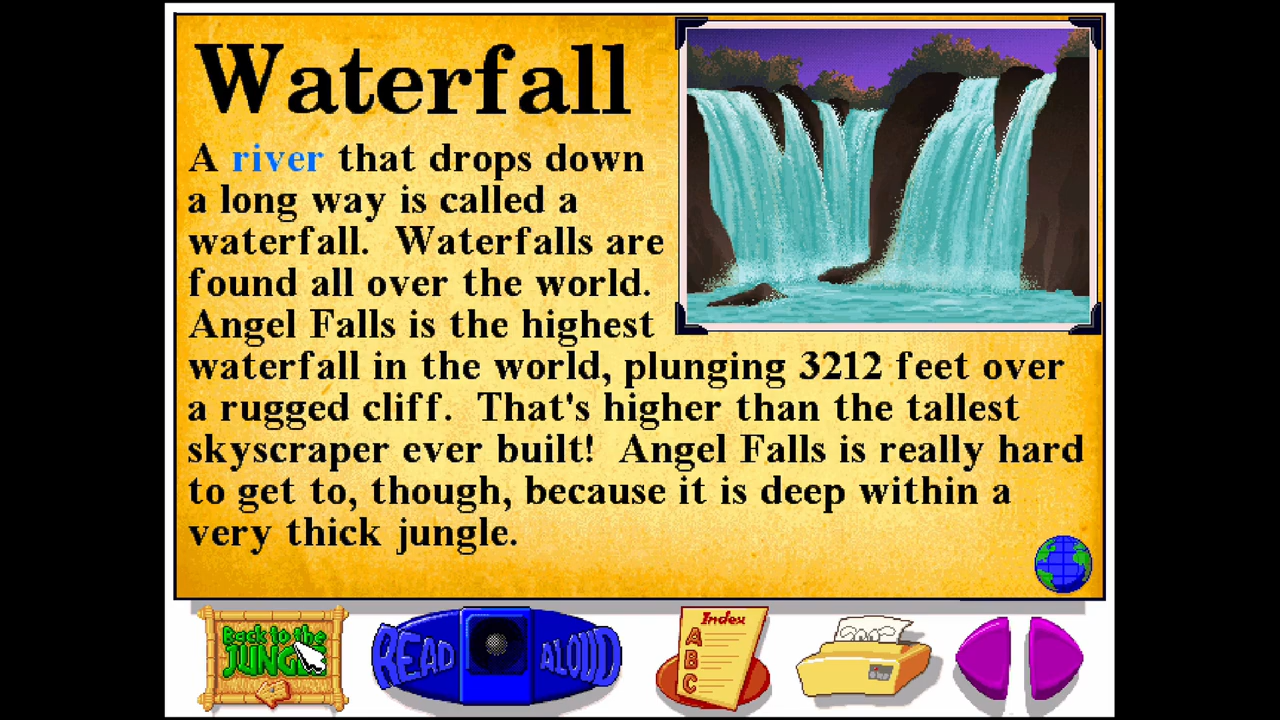 Waterfall
A river that drops down
a long way is called a
waterfall.  Waterfalls are
found all over the world.
Angel Falls is the highest
waterfall in the world, plunging 3212 feet over
a rugged cliff.  That's higher than the tallest
skyscraper ever built!  Angel Falls is really hard
to get to, though, because it is deep within a
very thick jungle.
Back to the
JUNGLE
READ ALOUD
Index
A
B
C